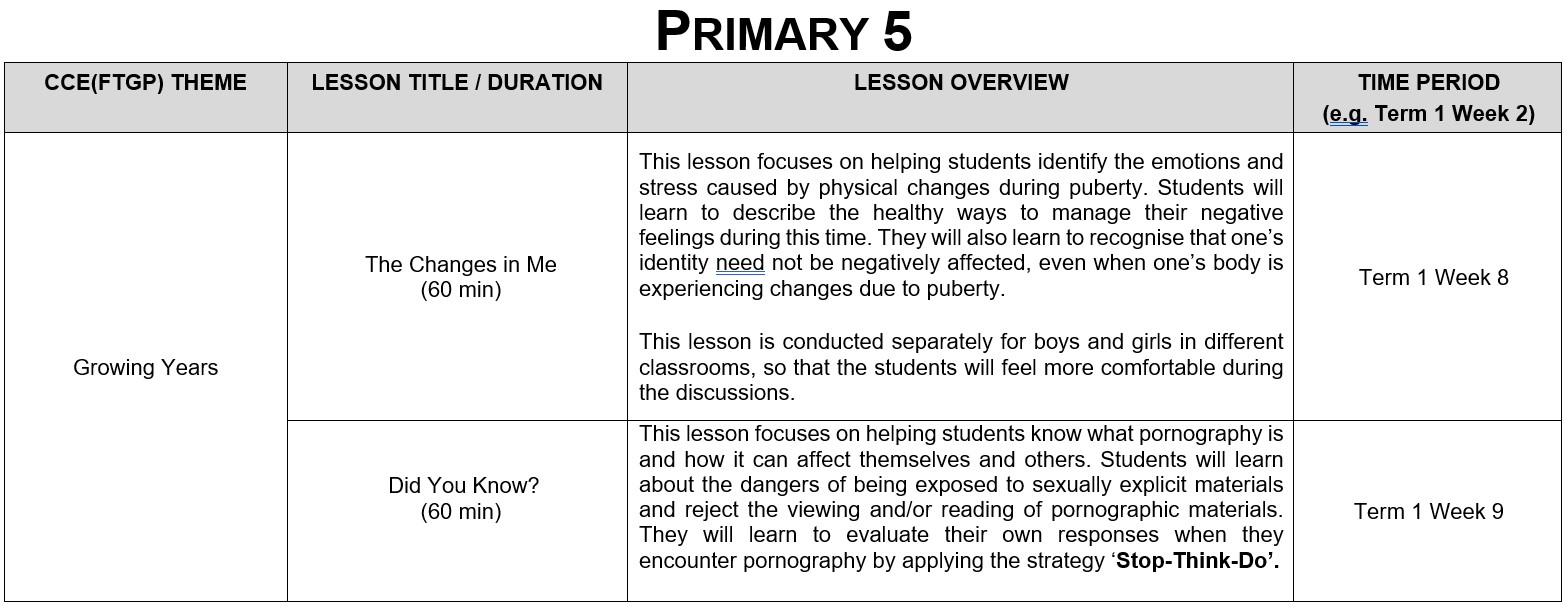 PRIMARY 5
CCE(FTGP) THEME
LESSON TITLE / DURATION
LESSON OVERVIEW
TIME PERIOD
(e.g. Term 1 Week 2)
Growing Years
The Changes in Me
(60 min)
This lesson focuses on helping students identify the emotions and
stress caused by physical changes during puberty. Students will
learn to describe the healthy ways to manage their negative
feelings during this time. They will also learn to recognise that one’s
identity need not be negatively affected, even when one’s body is
experiencing changes due to puberty.
This lesson is conducted separately for boys and girls in different
classrooms, so that the students will feel more comfortable during
the discussions.
Term 1 Week 8
Did You Know?
(60 min)
This lesson focuses on helping students know what pornography is
and how it can affect themselves and others. Students will learn
about the dangers of being exposed to sexually explicit materials
and reject the viewing and/or reading of pornographic materials.
They will learn to evaluate their own responses when they
encounter pornography by applying the strategy ‘Stop-Think-Do’.
Term 1 Week 9